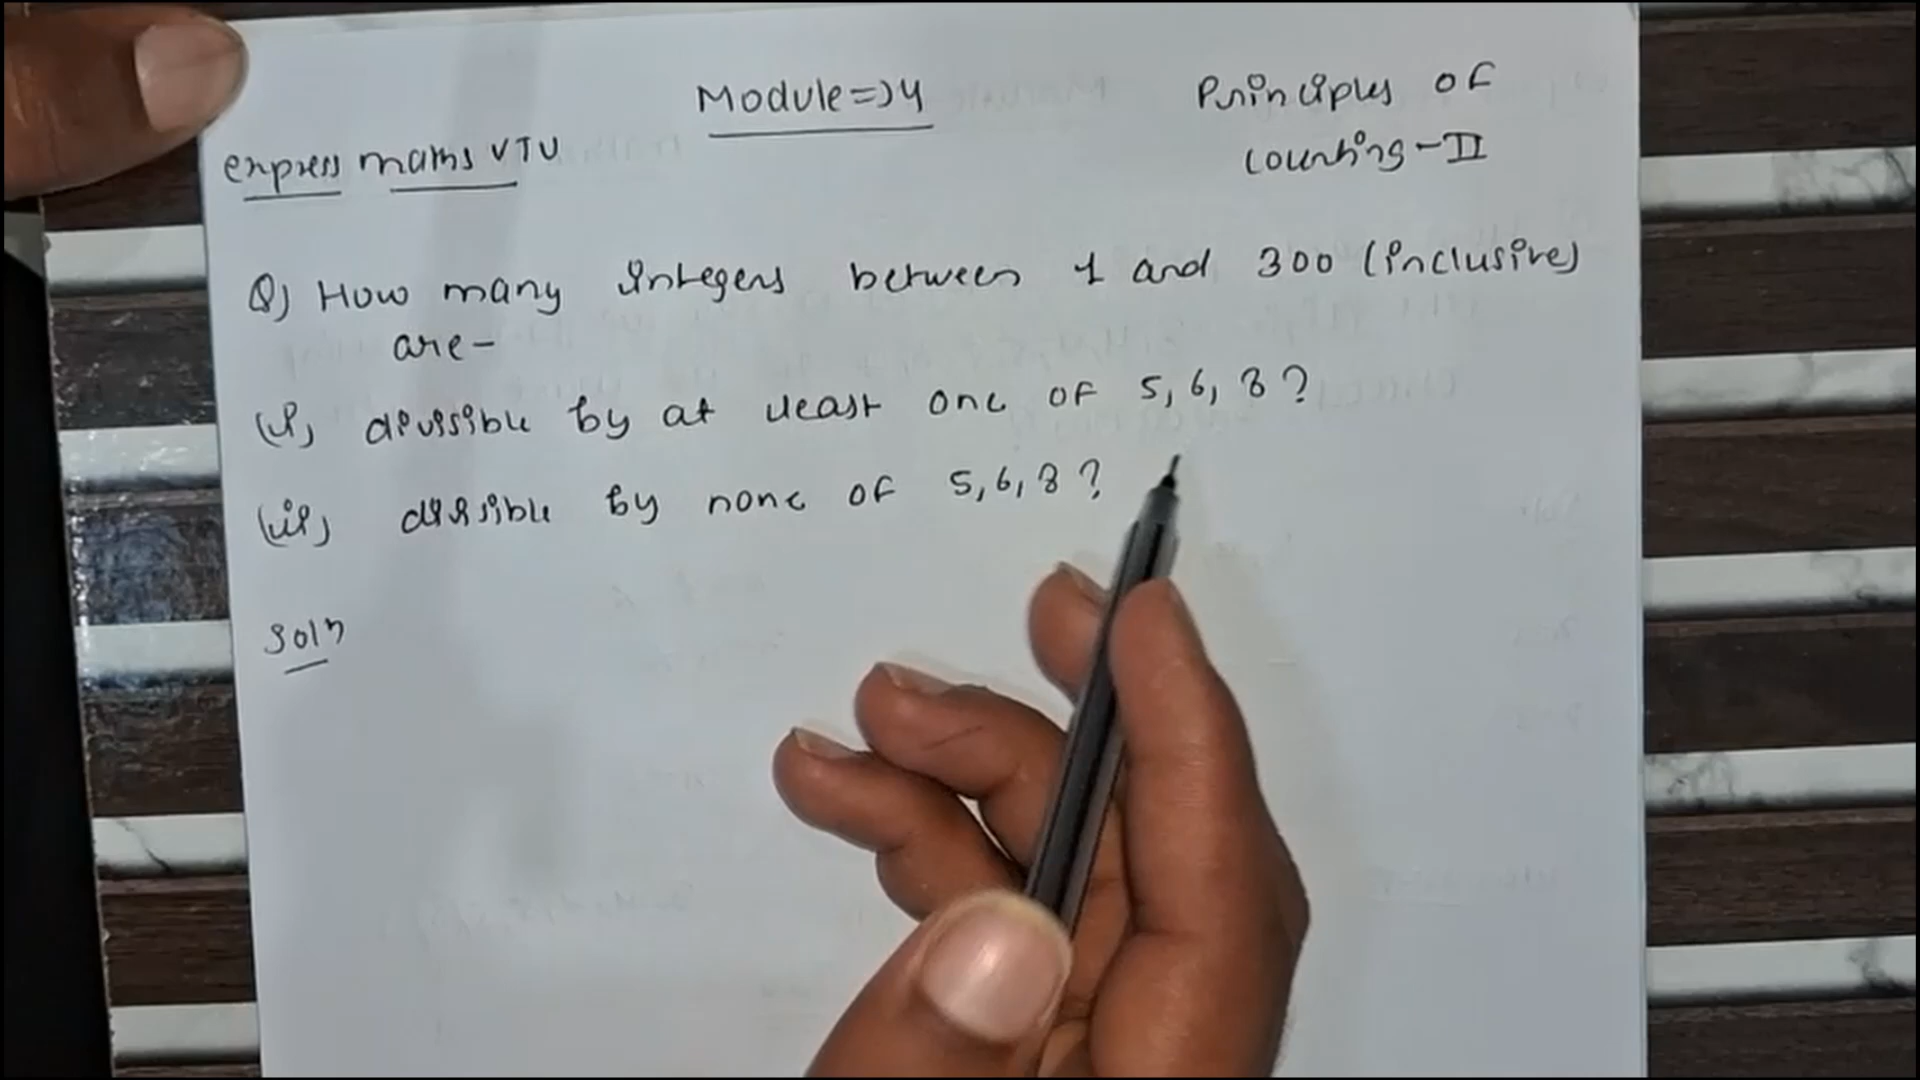 Module=>4
Principles of
Counting-II
express maths VTU
Q) How many integers between 1 and 300 (inclusive)
are-
(i) divisible by at least one of 5, 6, 8?
(ii) divisible by none of 5, 6, 8?
Soln